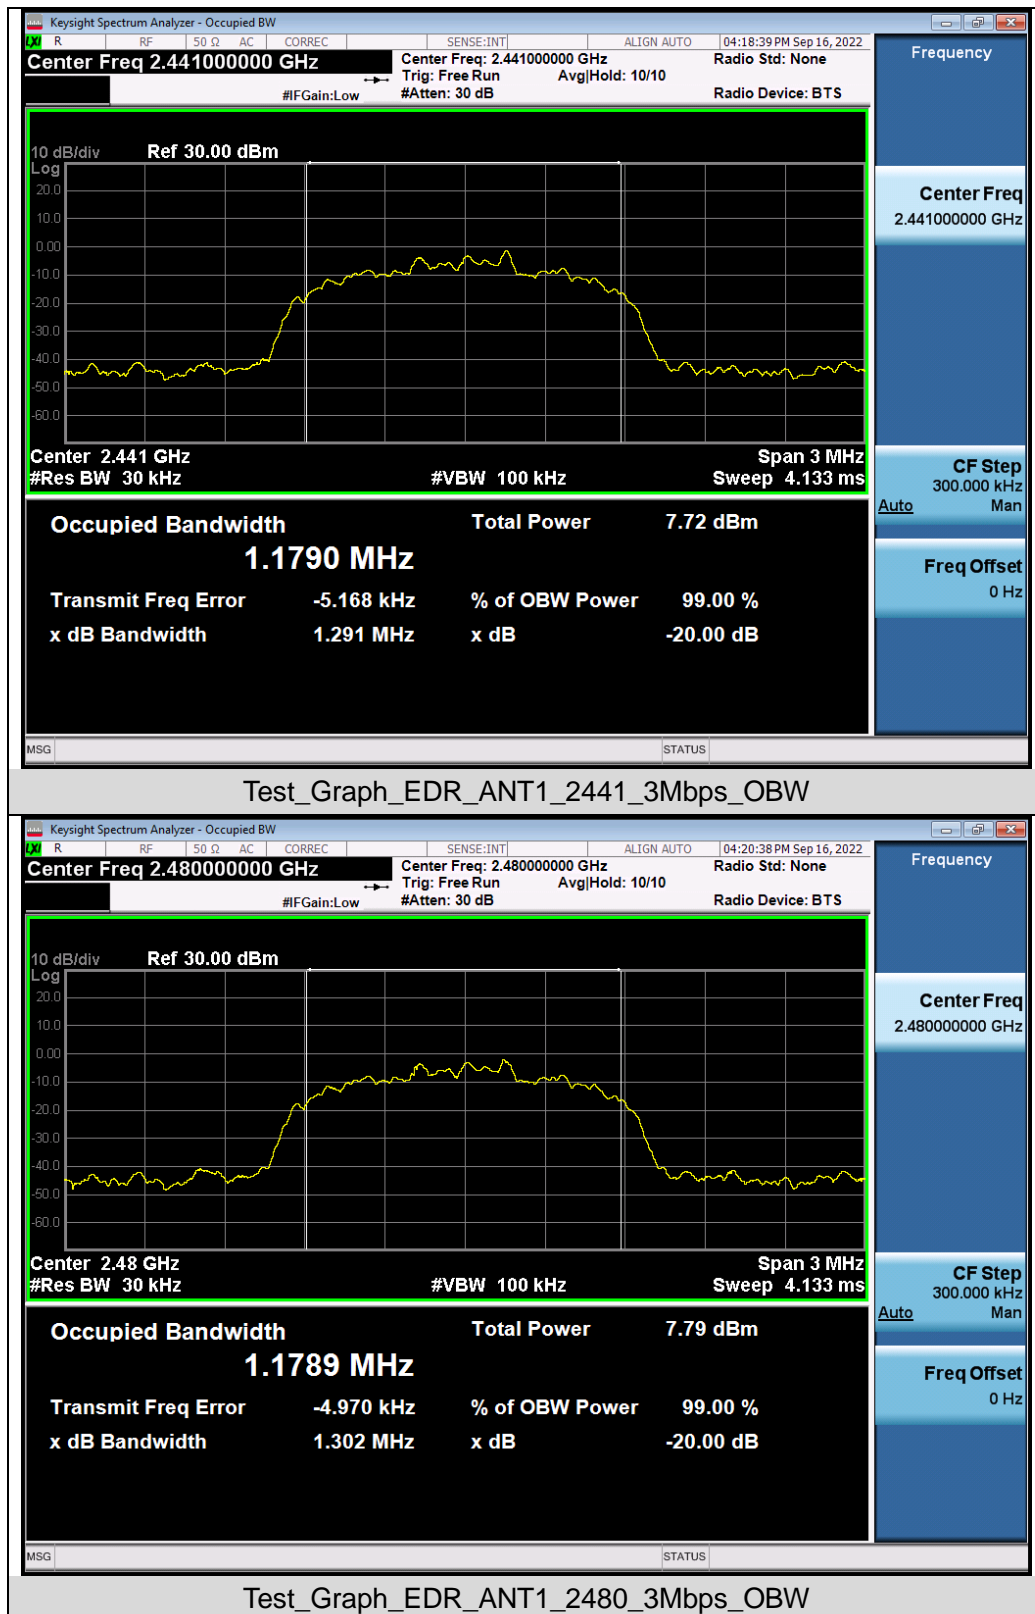 Keysight Spectrum Analyzer - Occupied BW
LXI R RF 50 Ω AC CORREC SENSE:INT ALIGN AUTO 04:18:39 PM Sep 16, 2022
Center Freq 2.441000000 GHz
Center Freq: 2.441000000 GHz
Radio Std: None
Trig: Free Run Avg|Hold: 10/10
#IFGain:Low
#Atten: 30 dB
Radio Device: BTS
Frequency
10 dB/div Ref 30.00 dBm
Log
20.0
10.0
0.00
-10.0
-20.0
-30.0
-40.0
-50.0
-60.0
Center Freq
2.441000000 GHz
Center 2.441 GHz Span 3 MHz
#Res BW 30 kHz #VBW 100 kHz Sweep 4.133 ms
CF Step
300.000 kHz
Auto Man
Freq Offset
0 Hz
Occupied Bandwidth Total Power 7.72 dBm
1.1790 MHz
Transmit Freq Error -5.168 kHz % of OBW Power 99.00 %
x dB Bandwidth 1.291 MHz x dB -20.00 dB
MSG STATUS
Test_Graph_EDR_ANT1_2441_3Mbps_OBW
Keysight Spectrum Analyzer - Occupied BW
LXI R RF 50 Ω AC CORREC SENSE:INT ALIGN AUTO 04:20:38 PM Sep 16, 2022
Center Freq 2.480000000 GHz
Center Freq: 2.480000000 GHz
Radio Std: None
Trig: Free Run Avg|Hold: 10/10
#IFGain:Low
#Atten: 30 dB
Radio Device: BTS
Frequency
10 dB/div Ref 30.00 dBm
Log
20.0
10.0
0.00
-10.0
-20.0
-30.0
-40.0
-50.0
-60.0
Center Freq
2.480000000 GHz
Center 2.48 GHz Span 3 MHz
#Res BW 30 kHz #VBW 100 kHz Sweep 4.133 ms
CF Step
300.000 kHz
Auto Man
Freq Offset
0 Hz
Occupied Bandwidth Total Power 7.79 dBm
1.1789 MHz
Transmit Freq Error -4.970 kHz % of OBW Power 99.00 %
x dB Bandwidth 1.302 MHz x dB -20.00 dB
MSG STATUS
Test_Graph_EDR_ANT1_2480_3Mbps_OBW